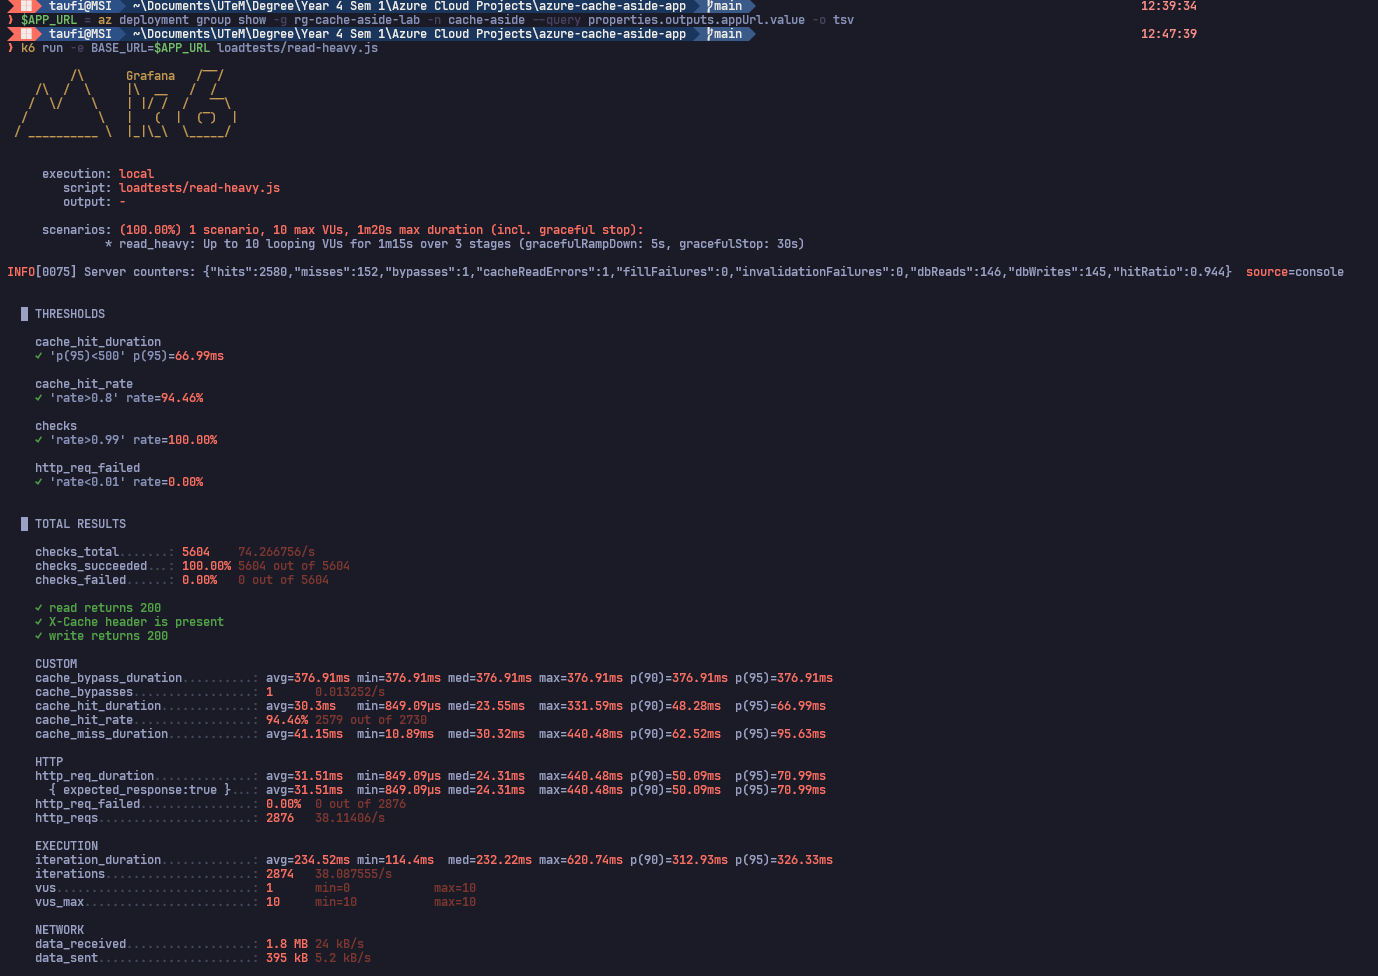 taufi@MSI ~\Documents\UTeM\Degree\Year 4 Sem 1\Azure Cloud Projects\azure-cache-aside-app main 12:39:34
❯ $APP_URL = az deployment group show -g rg-cache-aside-lab -n cache-aside --query properties.outputs.appUrl.value -o tsv
taufi@MSI ~\Documents\UTeM\Degree\Year 4 Sem 1\Azure Cloud Projects\azure-cache-aside-app main 12:47:39
❯ k6 run -e BASE_URL=$APP_URL loadtests/read-heavy.js
Grafana
k6
execution: local
script: loadtests/read-heavy.js
output: -
scenarios: (100.00%) 1 scenario, 10 max VUs, 1m20s max duration (incl. graceful stop):
* read_heavy: Up to 10 looping VUs for 1m15s over 3 stages (gracefulRampDown: 5s, gracefulStop: 30s)
INFO[0075] Server counters: {"hits":2580,"misses":152,"bypasses":1,"cacheReadErrors":1,"fillFailures":0,"invalidationFailures":0,"dbReads":146,"dbWrites":145,"hitRatio":0.944} source=console
█ THRESHOLDS
cache_hit_duration
✓ 'p(95)<500' p(95)=66.99ms
cache_hit_rate
✓ 'rate>0.8' rate=94.46%
checks
✓ 'rate>0.99' rate=100.00%
http_req_failed
✓ 'rate<0.01' rate=0.00%
█ TOTAL RESULTS
checks_total.......: 5604 74.266756/s
checks_succeeded...: 100.00% 5604 out of 5604
checks_failed......: 0.00% 0 out of 5604
✓ read returns 200
✓ X-Cache header is present
✓ write returns 200
CUSTOM
cache_bypass_duration..........: avg=376.91ms min=376.91ms med=376.91ms max=376.91ms p(90)=376.91ms p(95)=376.91ms
cache_bypasses.................: 1 0.013252/s
cache_hit_duration.............: avg=30.3ms min=849.09µs med=23.55ms max=331.59ms p(90)=48.28ms p(95)=66.99ms
cache_hit_rate.................: 94.46% 2579 out of 2730
cache_miss_duration............: avg=41.15ms min=10.89ms med=30.32ms max=440.48ms p(90)=62.52ms p(95)=95.63ms
HTTP
http_req_duration..............: avg=31.51ms min=849.09µs med=24.31ms max=440.48ms p(90)=50.09ms p(95)=70.99ms
{ expected_response:true }...: avg=31.51ms min=849.09µs med=24.31ms max=440.48ms p(90)=50.09ms p(95)=70.99ms
http_req_failed................: 0.00% 0 out of 2876
http_reqs......................: 2876 38.11406/s
EXECUTION
iteration_duration.............: avg=234.52ms min=114.4ms med=232.22ms max=620.74ms p(90)=312.93ms p(95)=326.33ms
iterations.....................: 2874 38.087555/s
vus............................: 1 min=0 max=10
vus_max........................: 10 min=10 max=10
NETWORK
data_received..................: 1.8 MB 24 kB/s
data_sent......................: 395 kB 5.2 kB/s